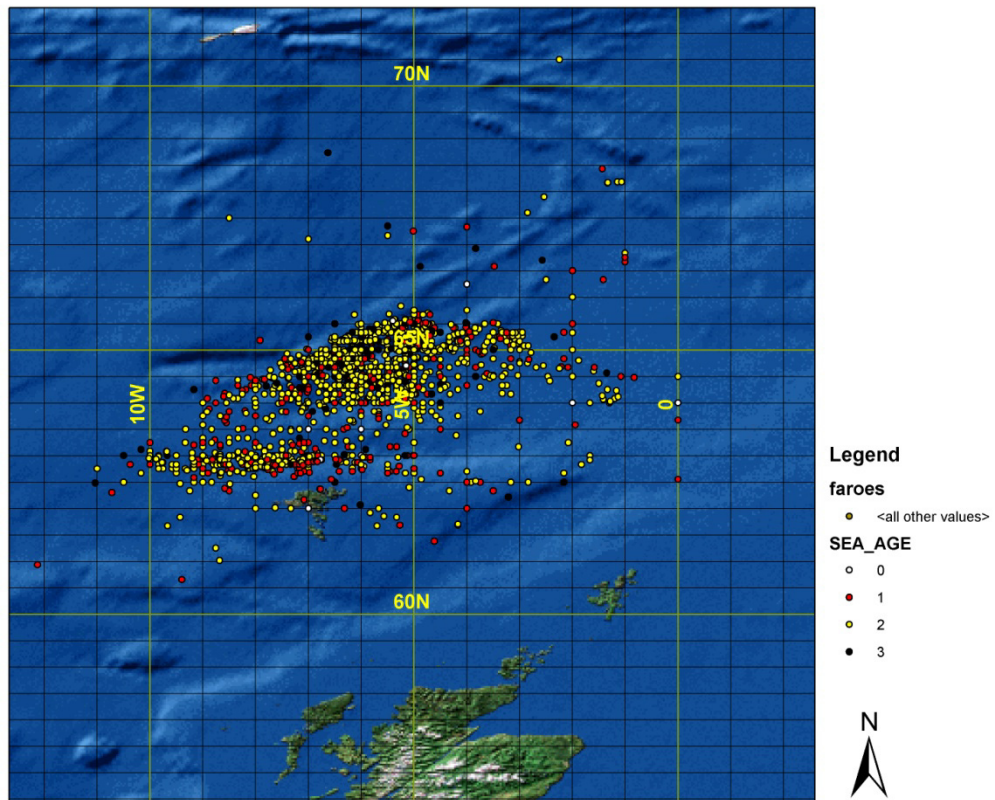 70N
65N
10W
5W
0
60N
Legend
faroes
<all other values>
SEA_AGE
0
1
2
3
N